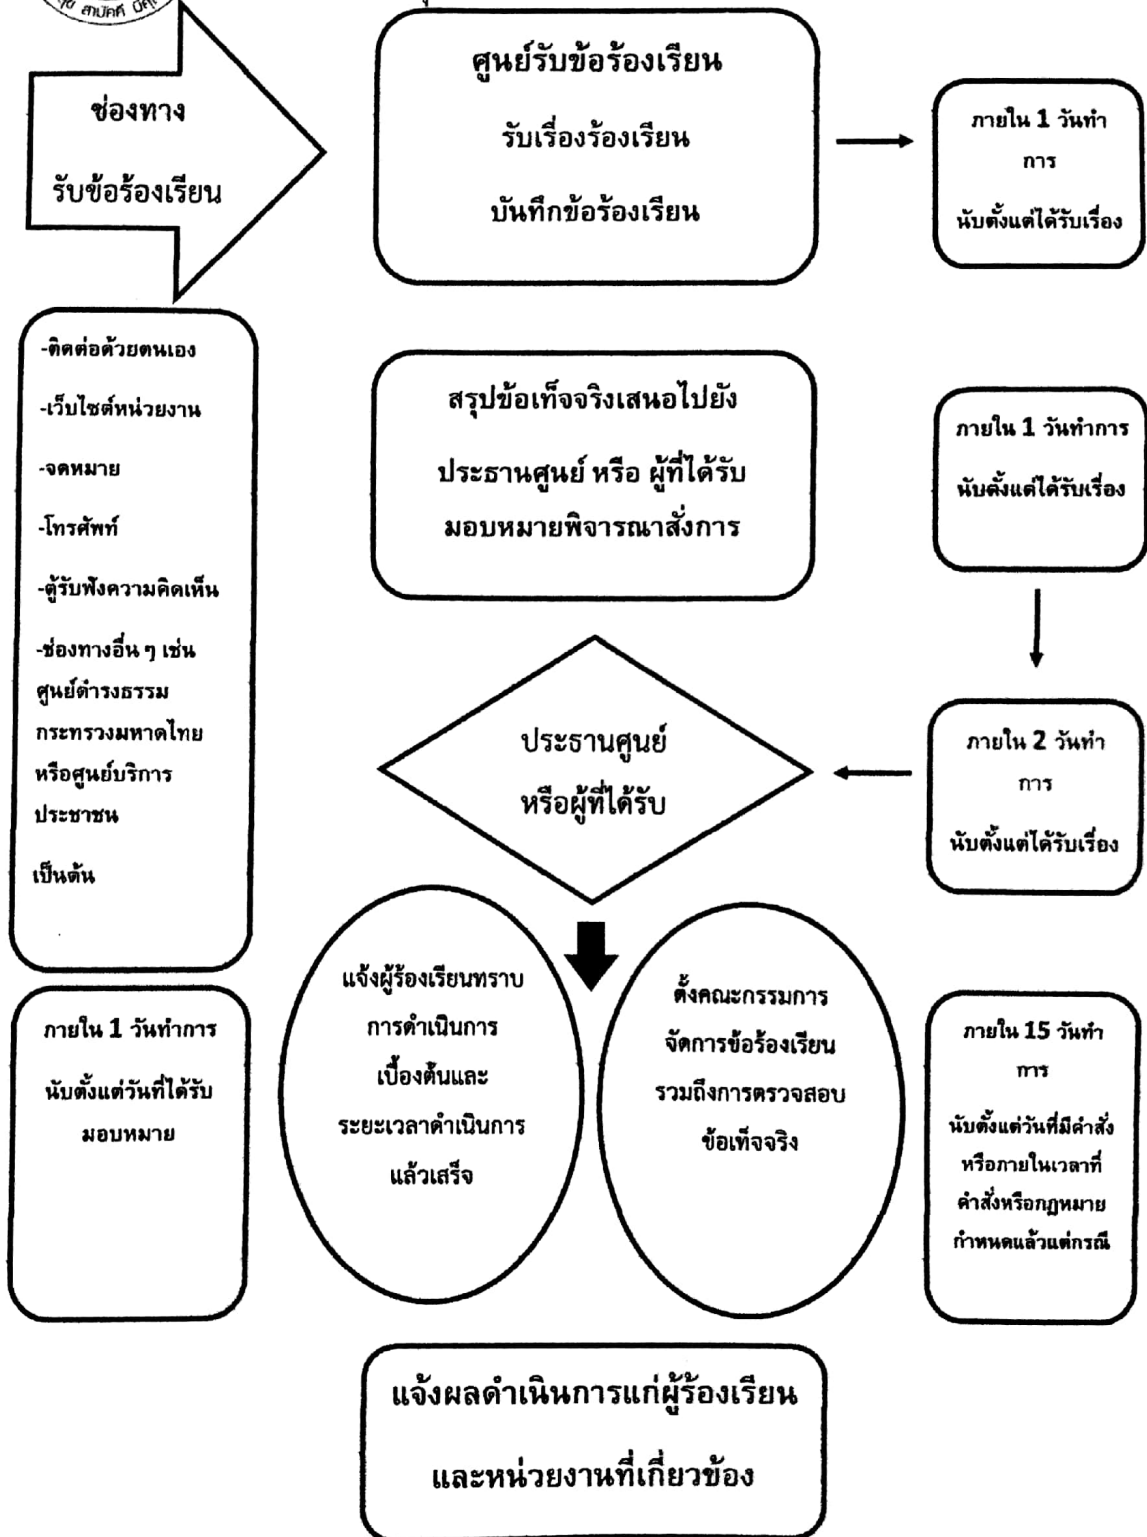 สามัคคี
ช่องทาง
รับข้อร้องเรียน
ศูนย์รับข้อร้องเรียน
รับเรื่องร้องเรียน
บันทึกข้อร้องเรียน
ภายใน 1 วันทำ
การ
นับตั้งแต่ได้รับเรื่อง
-ติดต่อด้วยตนเอง
-เว็บไซต์หน่วยงาน
-จดหมาย
-โทรศัพท์
-ตู้รับฟังความคิดเห็น
-ช่องทางอื่น ๆ เช่น
ศูนย์ดำรงธรรม
กระทรวงมหาดไทย
หรือศูนย์บริการ
ประชาชน
เป็นต้น
สรุปข้อเท็จจริงเสนอไปยัง
ประธานศูนย์ หรือ ผู้ที่ได้รับ
มอบหมายพิจารณาสั่งการ
ภายใน 1 วันทำการ
นับตั้งแต่ได้รับเรื่อง
ประธานศูนย์
หรือผู้ที่ได้รับ
ภายใน 2 วันทำ
การ
นับตั้งแต่ได้รับเรื่อง
ภายใน 1 วันทำการ
นับตั้งแต่วันที่ได้รับ
มอบหมาย
แจ้งผู้ร้องเรียนทราบ
การดำเนินการ
เบื้องต้นและ
ระยะเวลาดำเนินการ
แล้วเสร็จ
ตั้งคณะกรรมการ
จัดการข้อร้องเรียน
รวมถึงการตรวจสอบ
ข้อเท็จจริง
ภายใน 15 วันทำ
การ
นับตั้งแต่วันที่มีคำสั่ง
หรือภายในเวลาที่
คำสั่งหรือกฎหมาย
กำหนดแล้วแต่กรณี
แจ้งผลดำเนินการแก่ผู้ร้องเรียน
และหน่วยงานที่เกี่ยวข้อง